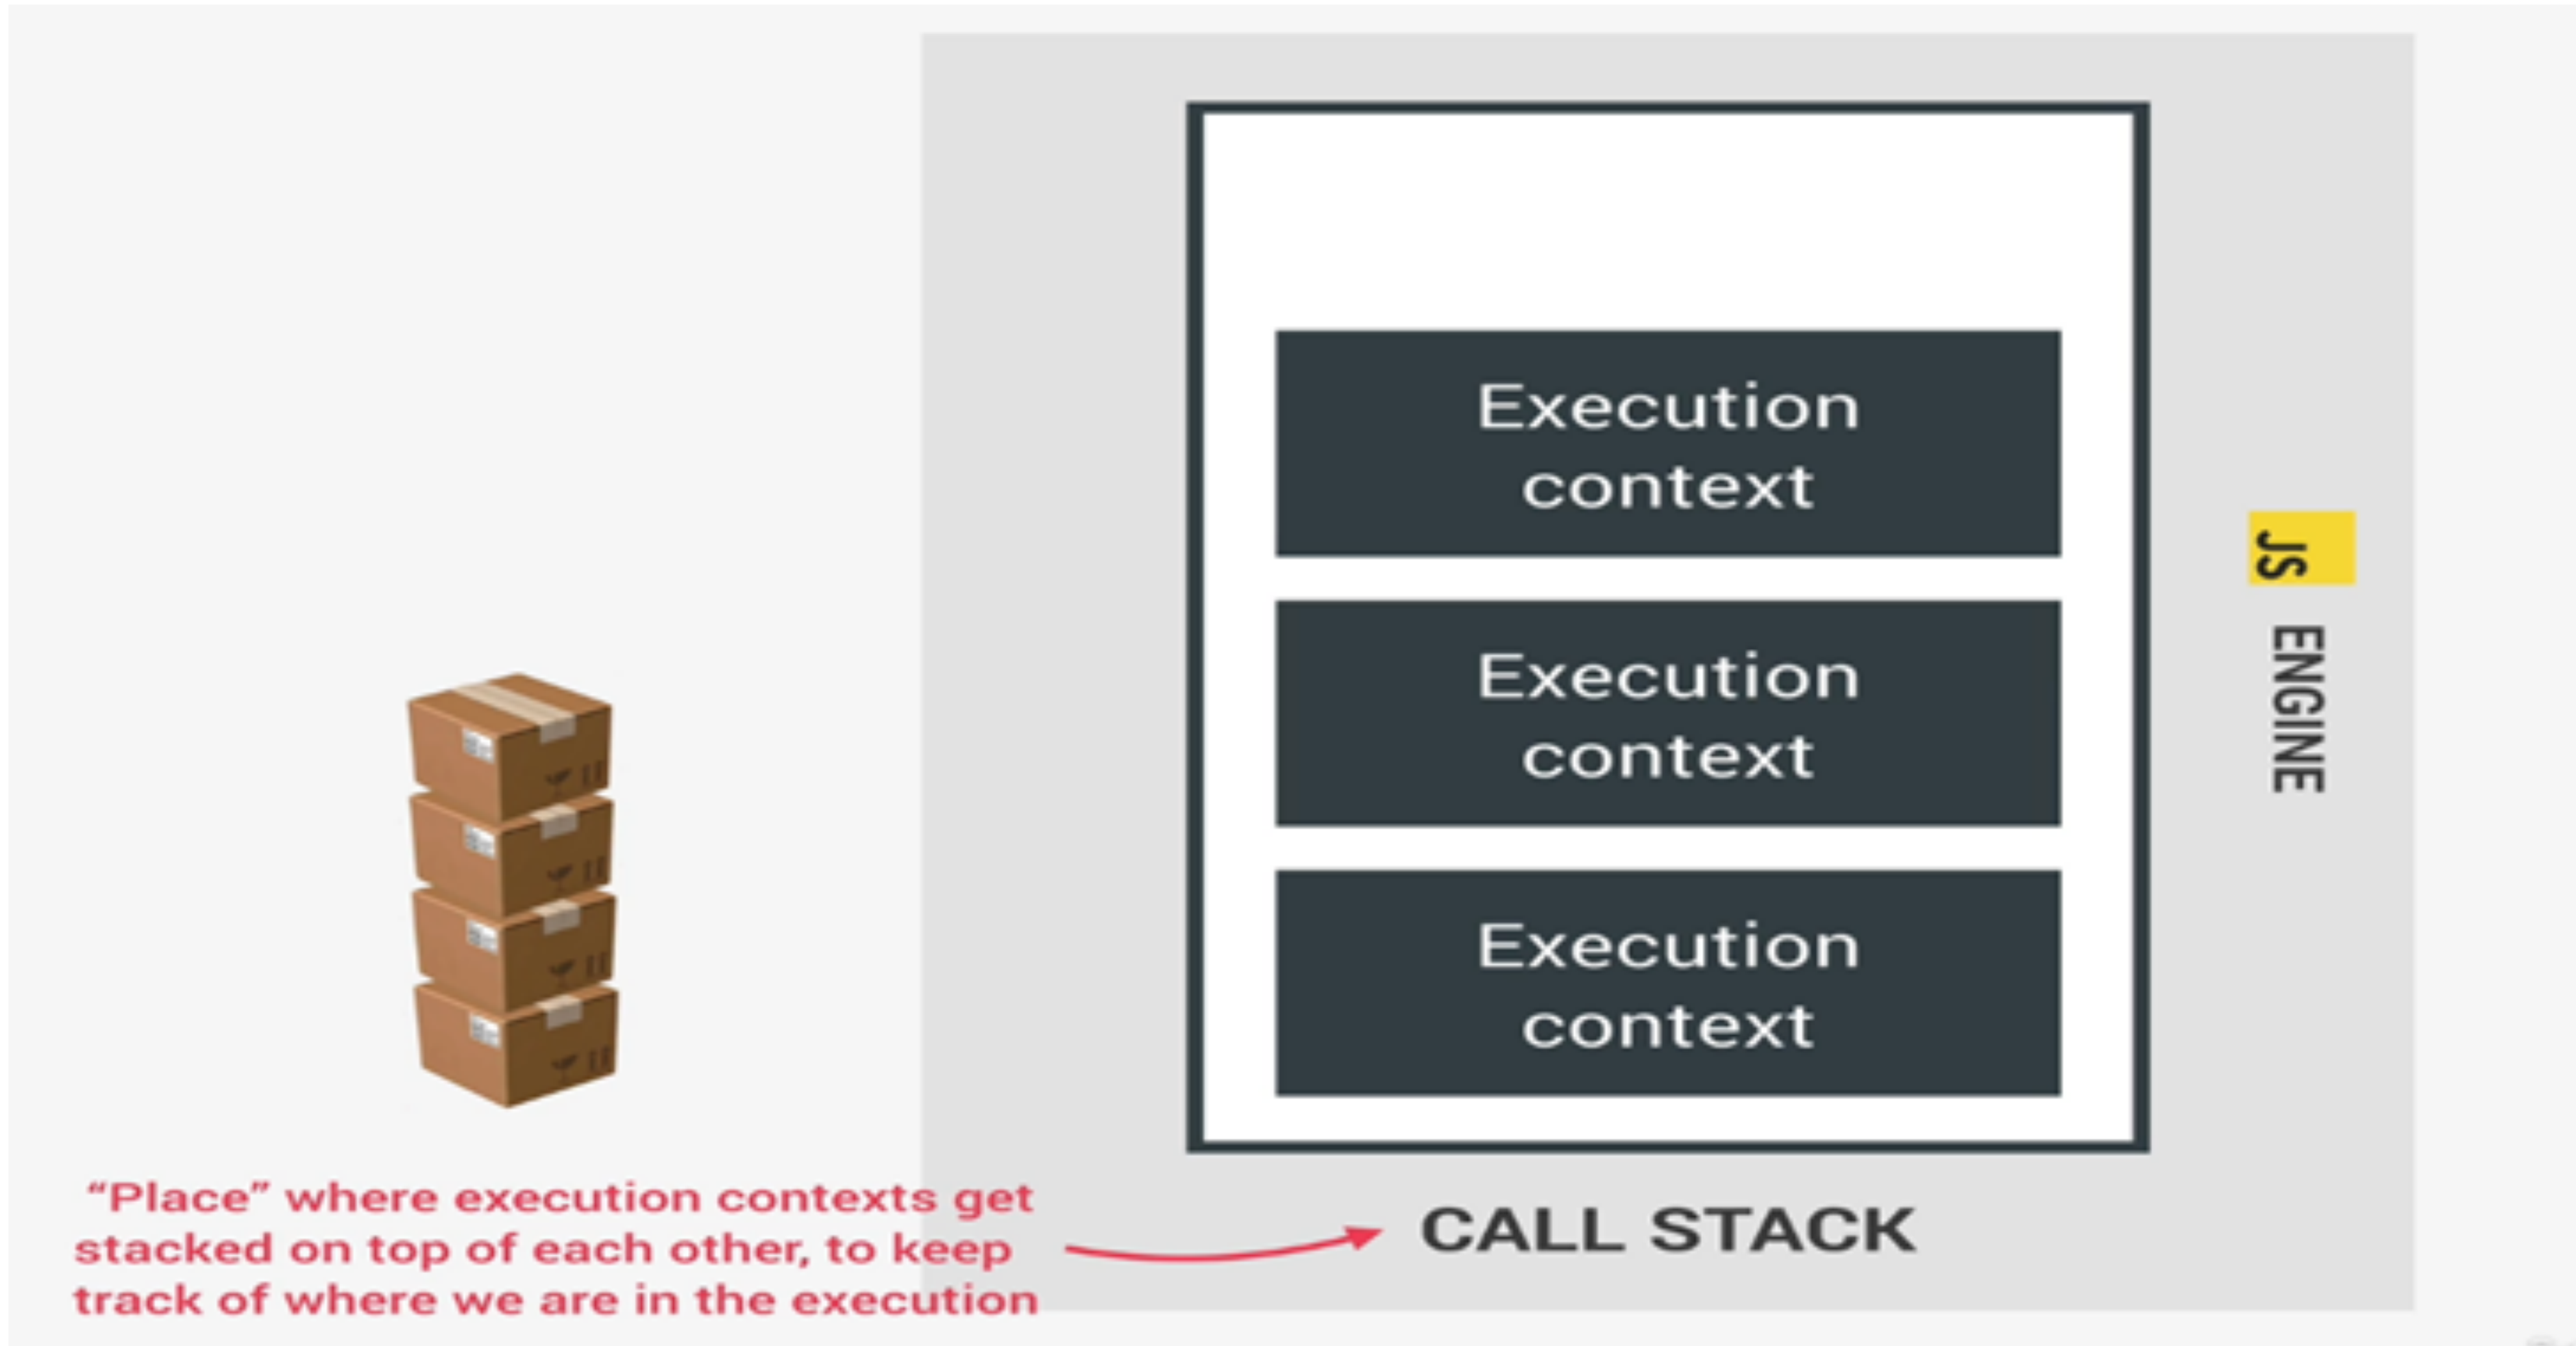 Execution
context
Execution
context
Execution
context
JS ENGINE
CALL STACK
“Place” where execution contexts get
stacked on top of each other, to keep
track of where we are in the execution